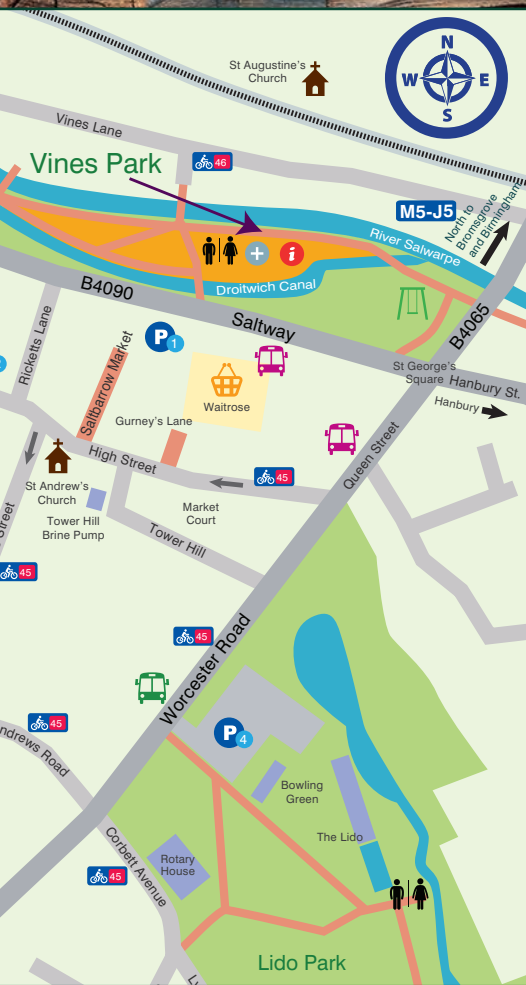 St Augustine's
Church
N
W
E
S
Vines Lane
46
Vines Park
M5-J5
North to
Bromsgrove
and Birmingham
River Salwarpe
i
Droitwich Canal
B4090
Saltway
B4065
Ricketts Lane
Saltbarrow Market
P
1
Waitrose
St George's
Square
Hanbury St.
Hanbury
Gurney's Lane
Queen Street
High Street
45
St Andrew's
Church
Market
Court
Tower Hill
Brine Pump
Tower Hill
Street
45
45
Worcester Road
45
ndrews Road
P
4
Bowling
Green
The Lido
Corbett Avenue
Rotary
House
45
Lido Park